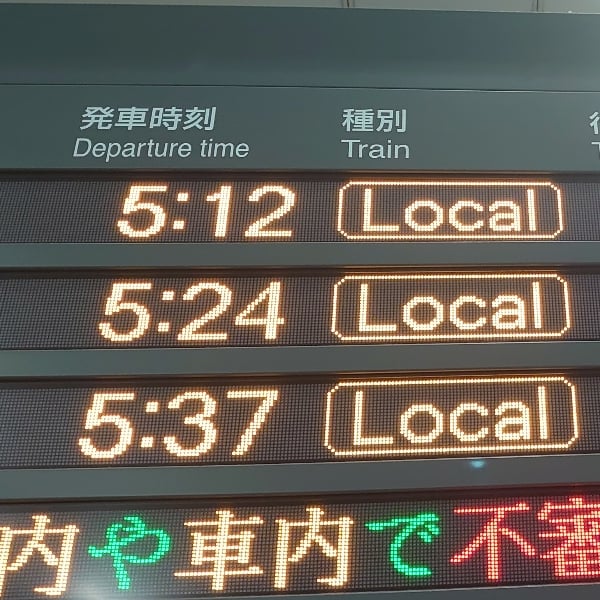 発車時刻 種別
Departure time Train
5:12 Local
5:24 Local
5:37 Local
内や車内で不審